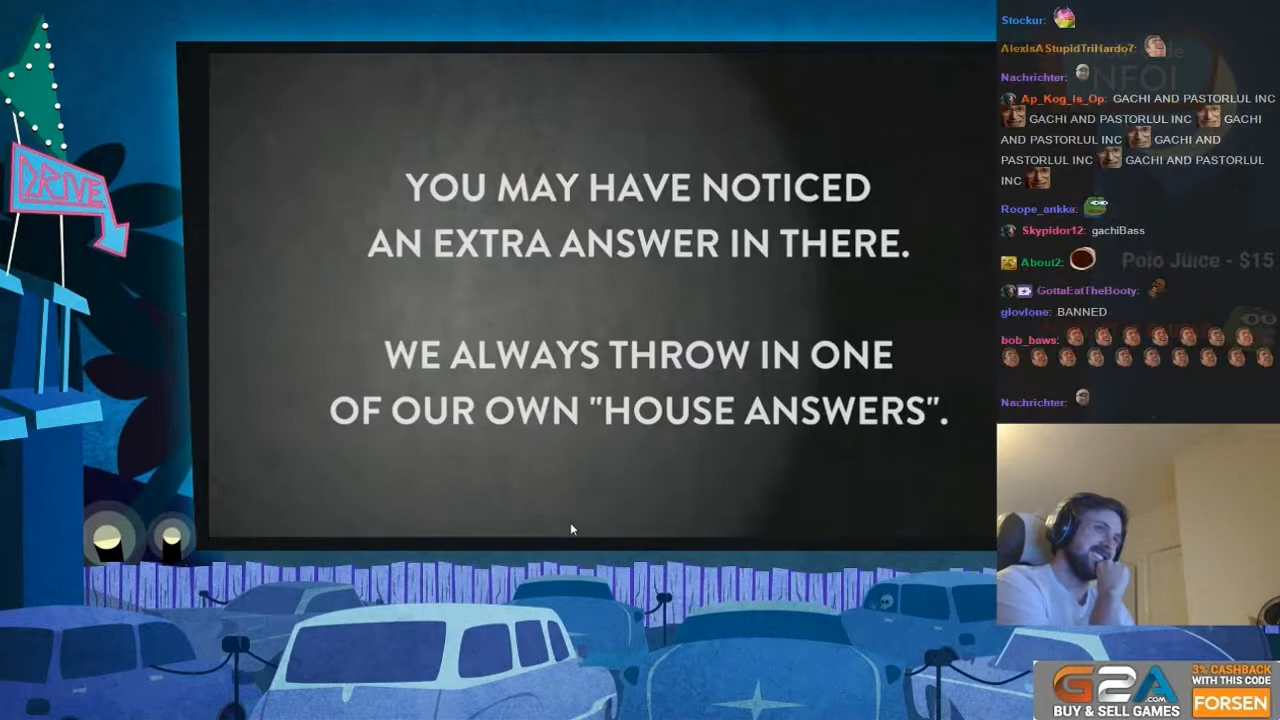 DRIVE
YOU MAY HAVE NOTICED
AN EXTRA ANSWER IN THERE.
WE ALWAYS THROW IN ONE
OF OUR OWN "HOUSE ANSWERS".
Stockur:
AlexIsAStupidTriHardo7:
Nachrichter:
Ap_Kog_is_Op: GACHI AND PASTORLUL INC
GACHI AND PASTORLUL INC GACHI
AND PASTORLUL INC GACHI AND
PASTORLUL INC GACHI AND PASTORLUL
INC
Roope_ankka:
Skypidor12: gachiBass
About2:
Polo Juice - $15
GottaEatTheBooty:
glovlone: BANNED
bob_baws:
Nachrichter:
G2A.COM
BUY & SELL GAMES
3% CASHBACK
WITH THIS CODE
FORSEN